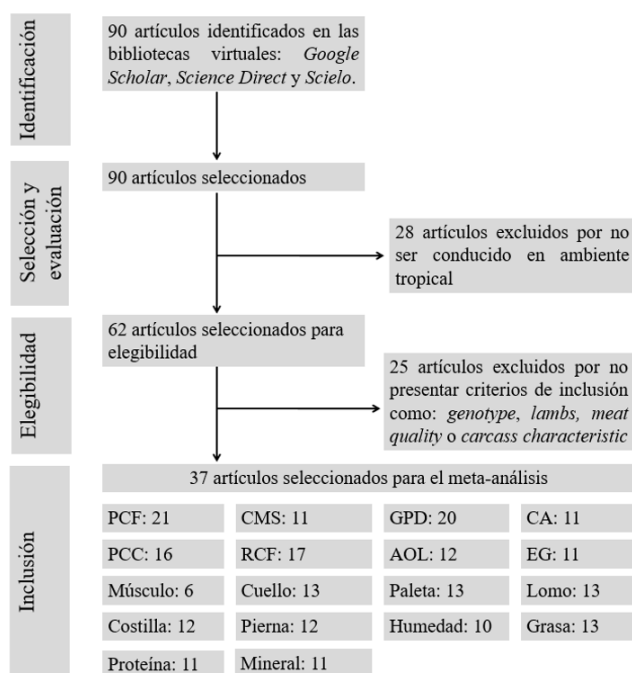 Identificación
90 artículos identificados en las
bibliotecas virtuales: Google
Scholar, Science Direct y Scielo.
Selección y
evaluación
90 artículos seleccionados
28 artículos excluidos por no
ser conducido en ambiente
tropical
Elegibilidad
62 artículos seleccionados para
elegibilidad
25 artículos excluidos por no
presentar criterios de inclusión
como: genotype, lambs, meat
quality o carcass characteristic
Inclusión
37 artículos seleccionados para el meta-análisis
PCF: 21 CMS: 11 GPD: 20 CA: 11
PCC: 16 RCF: 17 AOL: 12 EG: 11
Músculo: 6 Cuello: 13 Paleta: 13 Lomo: 13
Costilla: 12 Pierna: 12 Humedad: 10 Grasa: 13
Proteína: 11 Mineral: 11